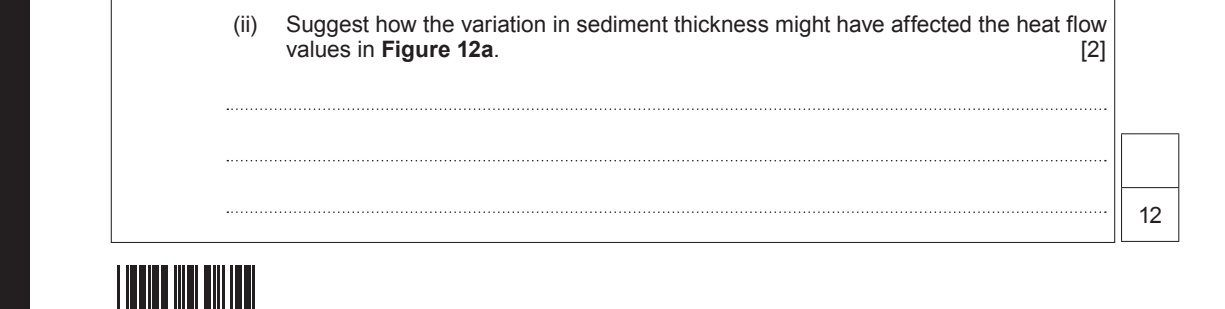 (ii) Suggest how the variation in sediment thickness might have affected the heat flow
values in Figure 12a. [2]
12